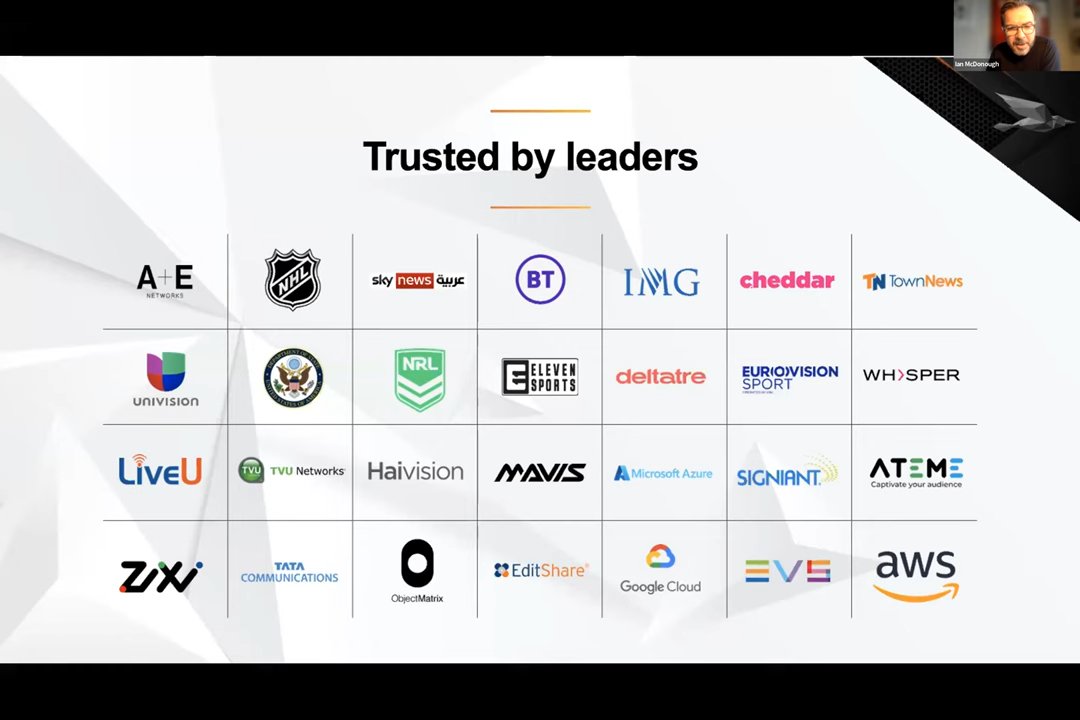 Ian McDonough
Trusted by leaders
A+E
NETWORKS
NHL
sky news عربية
BT
IMG
cheddar
TN TownNews
UNIVISION
NRL
ELEVEN
SPORTS
deltatre
EUROVISION
SPORT
WHISPER
LiveU
TVU TVU Networks
Haivision
MAVIS
Microsoft Azure
SIGNIANT
ATEME
Captivate your audience
ZIXI
TATA
COMMUNICATIONS
ObjectMatrix
EditShare
Google Cloud
EVS
aws